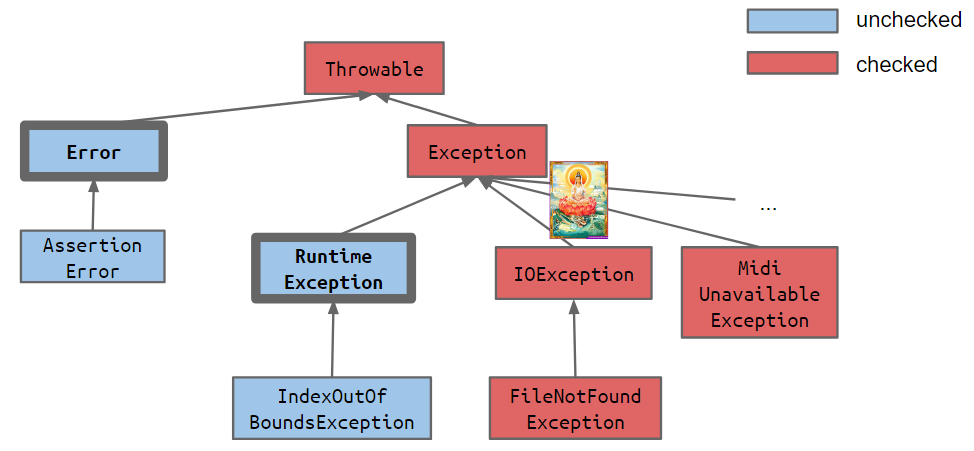 unchecked
checked
Throwable
Error
Exception
...
Assertion
Error
Runtime
Exception
IOException
Midi
Unavailable
Exception
IndexOutOf
BoundsException
FileNotFound
Exception